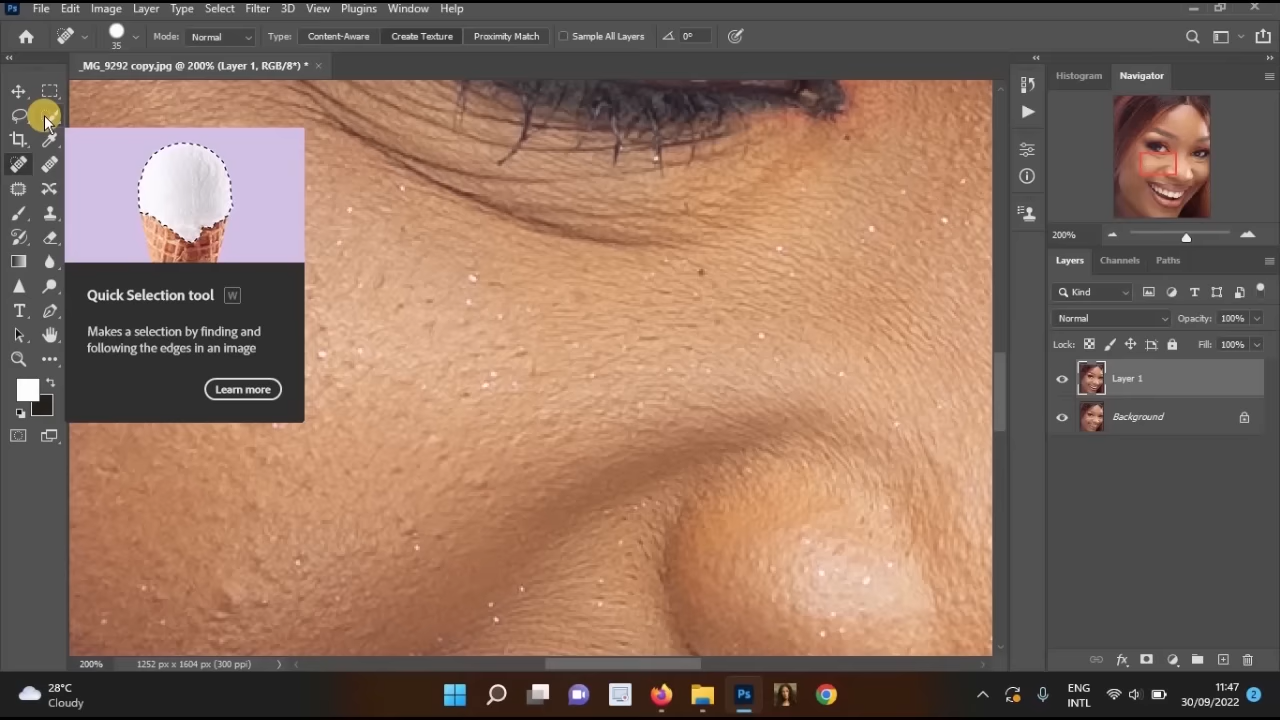 Ps File Edit Image Layer Type Select Filter 3D View Plugins Window Help
35 Mode: Normal Type: Content-Aware Create Texture Proximity Match Sample All Layers 0°
_MG_9292 copy.jpg @ 200% (Layer 1, RGB/8*) *
Histogram Navigator
200%
Layers Channels Paths
Kind
Normal Opacity: 100%
Lock: Fill: 100%
Layer 1
Background
Quick Selection tool W
Makes a selection by finding and
following the edges in an image
Learn more
200% 1252 px x 1604 px (300 ppi)
28°C
Cloudy
Ps
ENG
INTL
11:47
30/09/2022
2